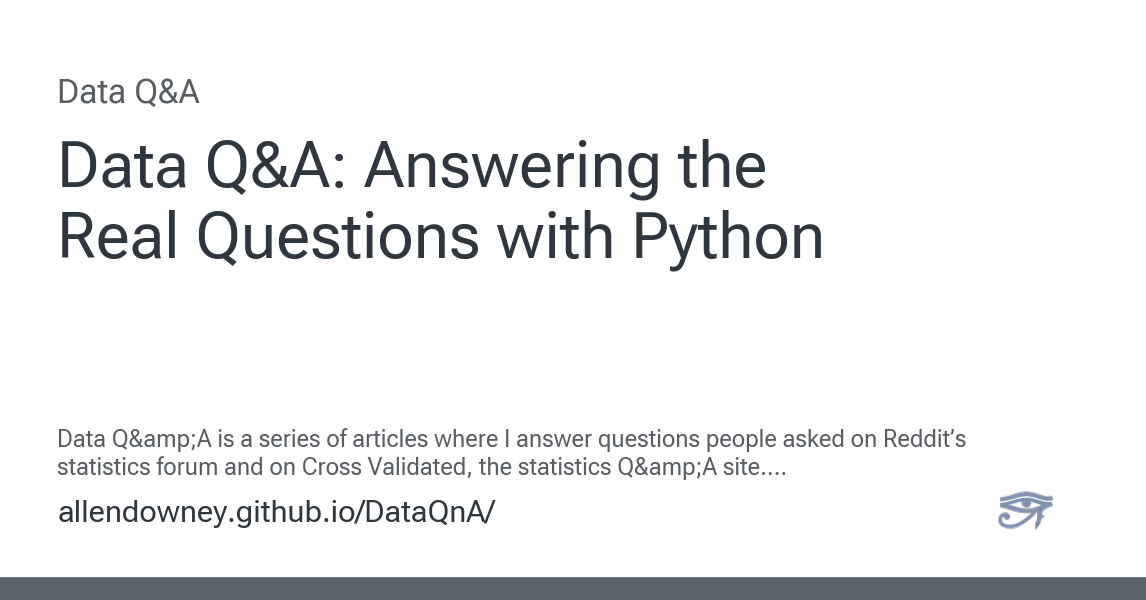 Data Q&A
Data Q&A: Answering the
Real Questions with Python
Data Q&amp;A is a series of articles where I answer questions people asked on Reddit’s
statistics forum and on Cross Validated, the statistics Q&amp;A site....
allendowney.github.io/DataQnA/